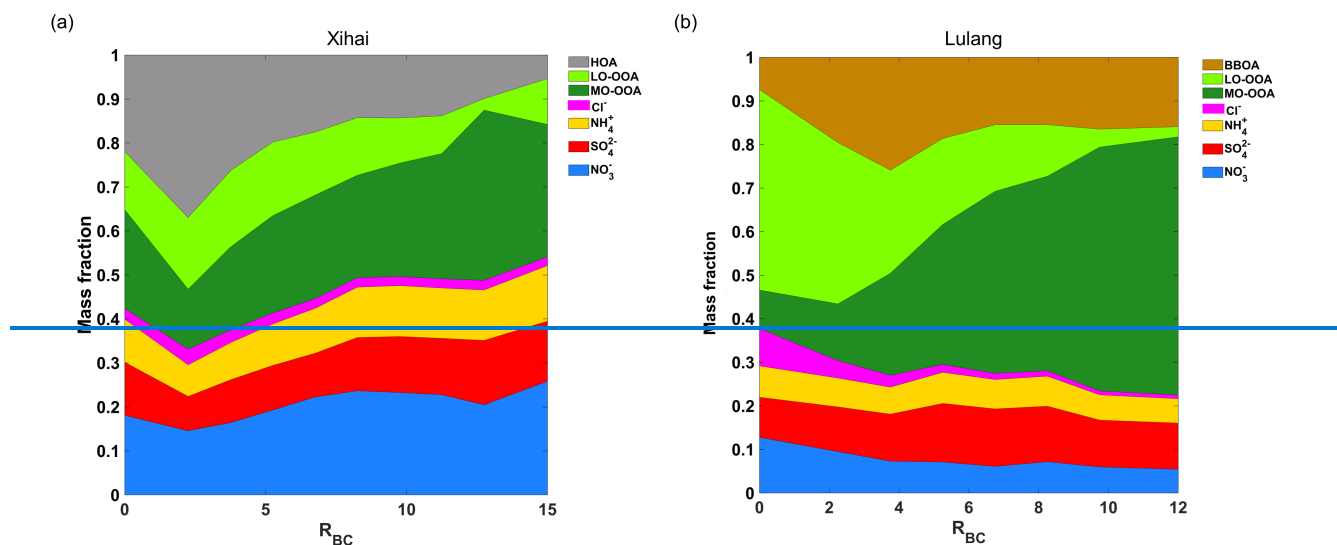 (a)
Xihai
1
0.9
0.8
0.7
0.6
0.5
0.4
0.3
0.2
0.1
0
Mass fraction
0 5 10 15
R_BC
HOA
LO-OOA
MO-OOA
Cl⁻
NH₄⁺
SO₄²⁻
NO₃⁻
(b)
Lulang
1
0.9
0.8
0.7
0.6
0.5
0.4
0.3
0.2
0.1
0
Mass fraction
0 2 4 6 8 10 12
R_BC
BBOA
LO-OOA
MO-OOA
Cl⁻
NH₄⁺
SO₄²⁻
NO₃⁻